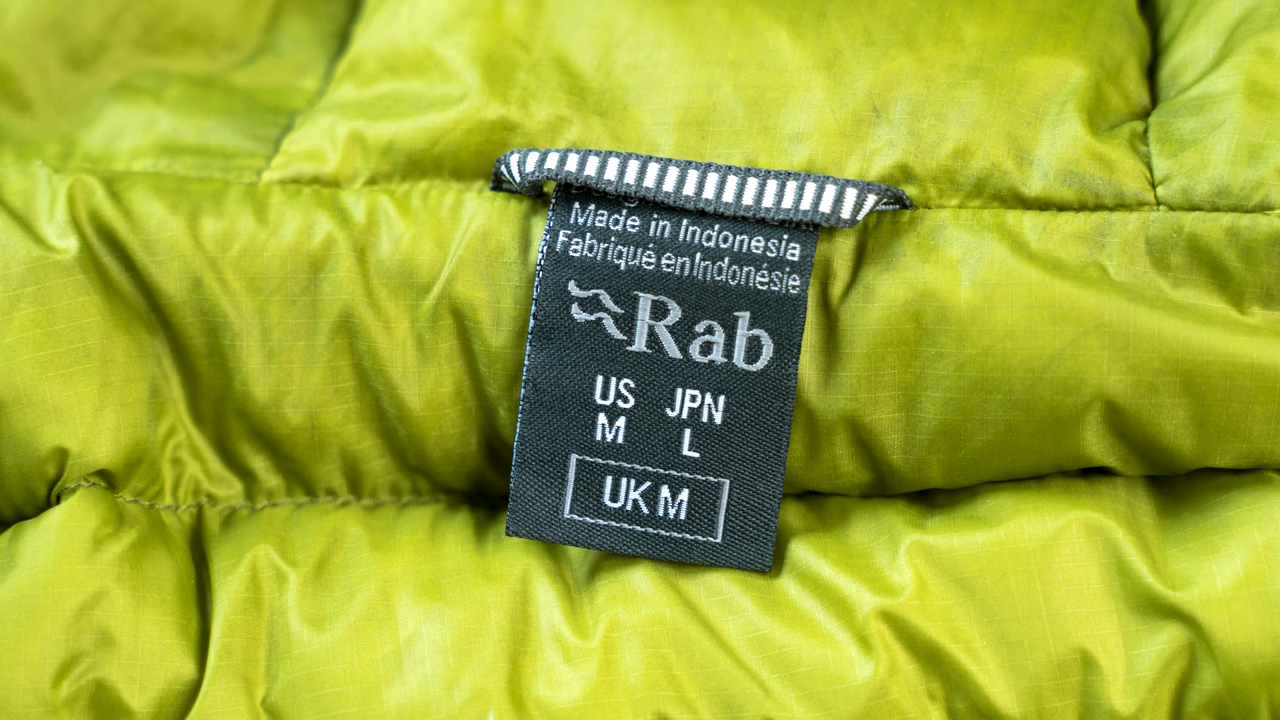 Made in Indonesia
Fabriqué en Indonésie
Rab
US JPN
M L
UK M